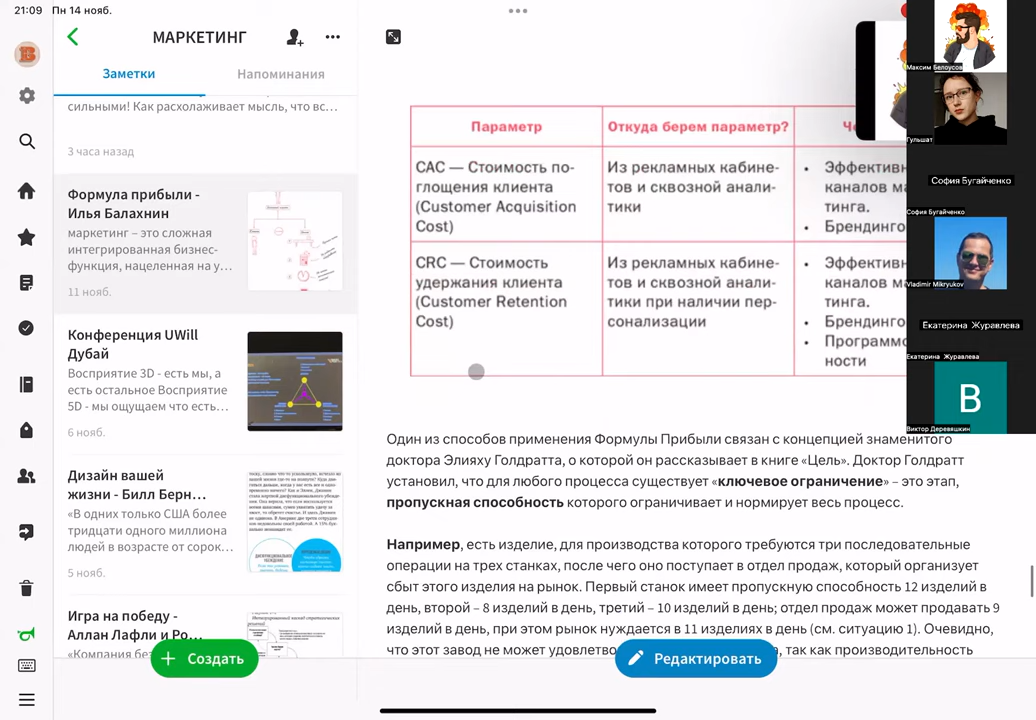 21:09 Пн 14 нояб.
МАРКЕТИНГ
Заметки
Напоминания
сильными! Как расхолаживает мысль, что вс…
3 часа назад
Формула прибыли -
Илья Балахнин
маркетинг – это сложная
интегрированная бизнес-
функция, нацеленная на у…
11 нояб.
Конференция UWill
Дубай
Восприятие 3D - есть мы, а
есть остальное Восприятие
5D - мы ощущаем что есть…
6 нояб.
Дизайн вашей
жизни - Билл Берн…
«В одних только США более
тридцати одного миллиона
людей в возрасте от сорок…
5 нояб.
Игра на победу -
Аллан Лафли и Ро…
Создать
Параметр
Откуда берем параметр?
CAC — Стоимость по-
глощения клиента
(Customer Acquisition
Cost)
Из рекламных кабине-
тов и сквозной анали-
тики
Эффективн
каналов ма
тинга.
Брендинго
CRC — Стоимость
удержания клиента
(Customer Retention
Cost)
Из рекламных кабине-
тов и сквозной анали-
тики при наличии пер-
сонализации
Эффективн
каналов ма
тинга.
Брендинго
Программ
ности
Один из способов применения Формулы Прибыли связан с концепцией знаменитого
доктора Элияху Голдратта, о которой он рассказывает в книге «Цель». Доктор Голдратт
установил, что для любого процесса существует «ключевое ограничение» – это этап,
пропускная способность которого ограничивает и нормирует весь процесс.
Например, есть изделие, для производства которого требуются три последовательные
операции на трех станках, после чего оно поступает в отдел продаж, который организует
сбыт этого изделия на рынок. Первый станок имеет пропускную способность 12 изделий в
день, второй – 8 изделий в день, третий – 10 изделий в день; отдел продаж может продавать 9
изделий в день, при этом рынок нуждается в 11 изделиях в день (см. ситуацию 1). Очевидно,
что этот завод не может удовлетво , так как производительность
Редактировать
Максим Белоусов
Гульшат
София Бугайченко
София Бугайченко
Vladimir Mikryukov
Екатерина Журавлева
Екатерина Журавлева
В
Виктор Деревяшкин